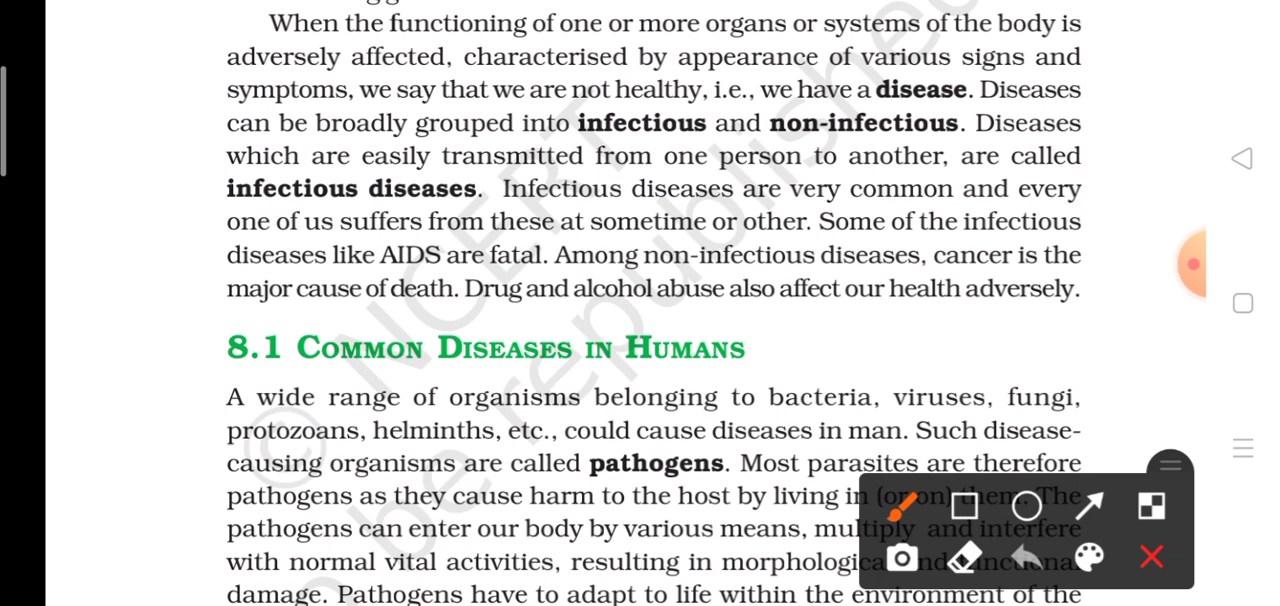 When the functioning of one or more organs or systems of the body is
adversely affected, characterised by appearance of various signs and
symptoms, we say that we are not healthy, i.e., we have a disease. Diseases
can be broadly grouped into infectious and non-infectious. Diseases
which are easily transmitted from one person to another, are called
infectious diseases. Infectious diseases are very common and every
one of us suffers from these at sometime or other. Some of the infectious
diseases like AIDS are fatal. Among non-infectious diseases, cancer is the
major cause of death. Drug and alcohol abuse also affect our health adversely.
8.1 COMMON DISEASES IN HUMANS
A wide range of organisms belonging to bacteria, viruses, fungi,
protozoans, helminths, etc., could cause diseases in man. Such disease-
causing organisms are called pathogens. Most parasites are therefore
pathogens as they cause harm to the host by living in (or on) them. The
pathogens can enter our body by various means, multiply and interfere
with normal vital activities, resulting in morphological and functional
damage. Pathogens have to adapt to life within the environment of the
© NCERT
be republished